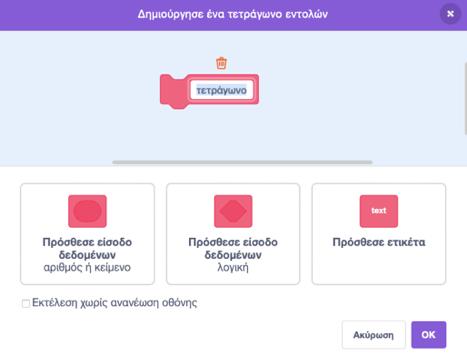 Δημιούργησε ένα τετράγωνο εντολών
τετράγωνο
text
Πρόσθεσε είσοδο
δεδομένων
αριθμός ή κείμενο
Πρόσθεσε είσοδο
δεδομένων
λογική
Πρόσθεσε ετικέτα
Εκτέλεση χωρίς ανανέωση οθόνης
Ακύρωση
OK